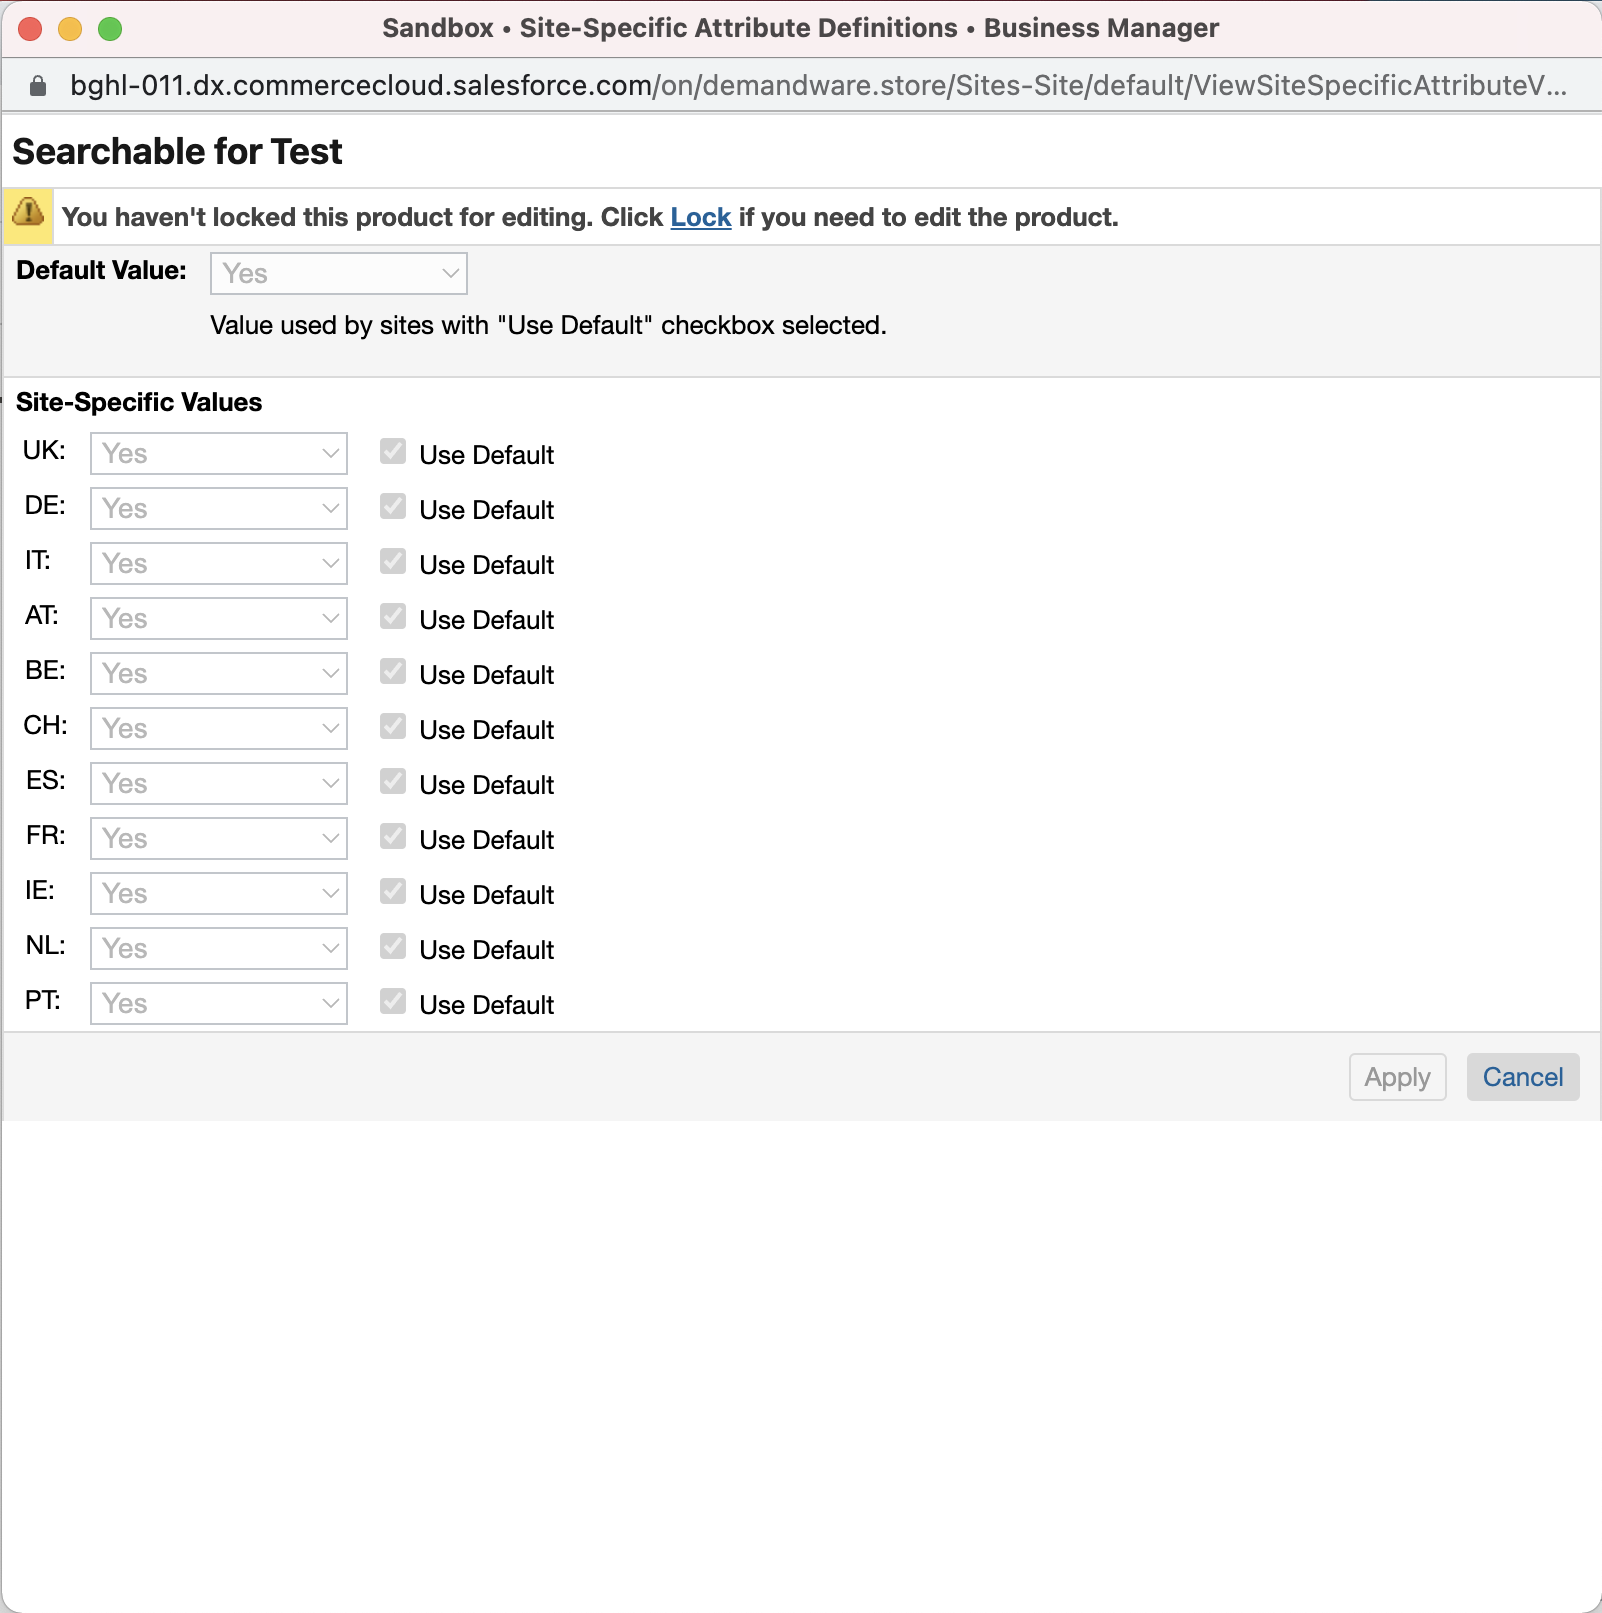 Sandbox • Site-Specific Attribute Definitions • Business Manager
bghl-011.dx.commercecloud.salesforce.com/on/demandware.store/Sites-Site/default/ViewSiteSpecificAttributeV...
Searchable for Test
You haven't locked this product for editing. Click Lock if you need to edit the product.
Default Value: Yes
Value used by sites with "Use Default" checkbox selected.
Site-Specific Values
UK: Yes Use Default
DE: Yes Use Default
IT: Yes Use Default
AT: Yes Use Default
BE: Yes Use Default
CH: Yes Use Default
ES: Yes Use Default
FR: Yes Use Default
IE: Yes Use Default
NL: Yes Use Default
PT: Yes Use Default
Apply Cancel